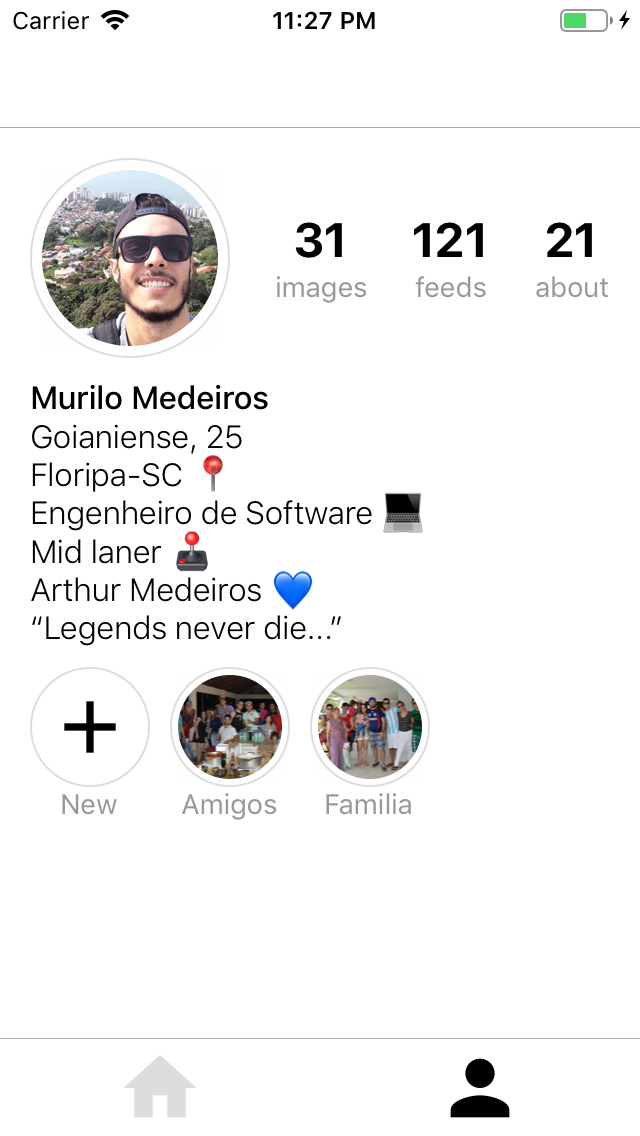 Carrier 11:27 PM
31 121 21
images feeds about
Murilo Medeiros
Goianiense, 25
Floripa-SC 📍
Engenheiro de Software 💻
Mid laner 🕹️
Arthur Medeiros 💙
“Legends never die...”
New Amigos Familia